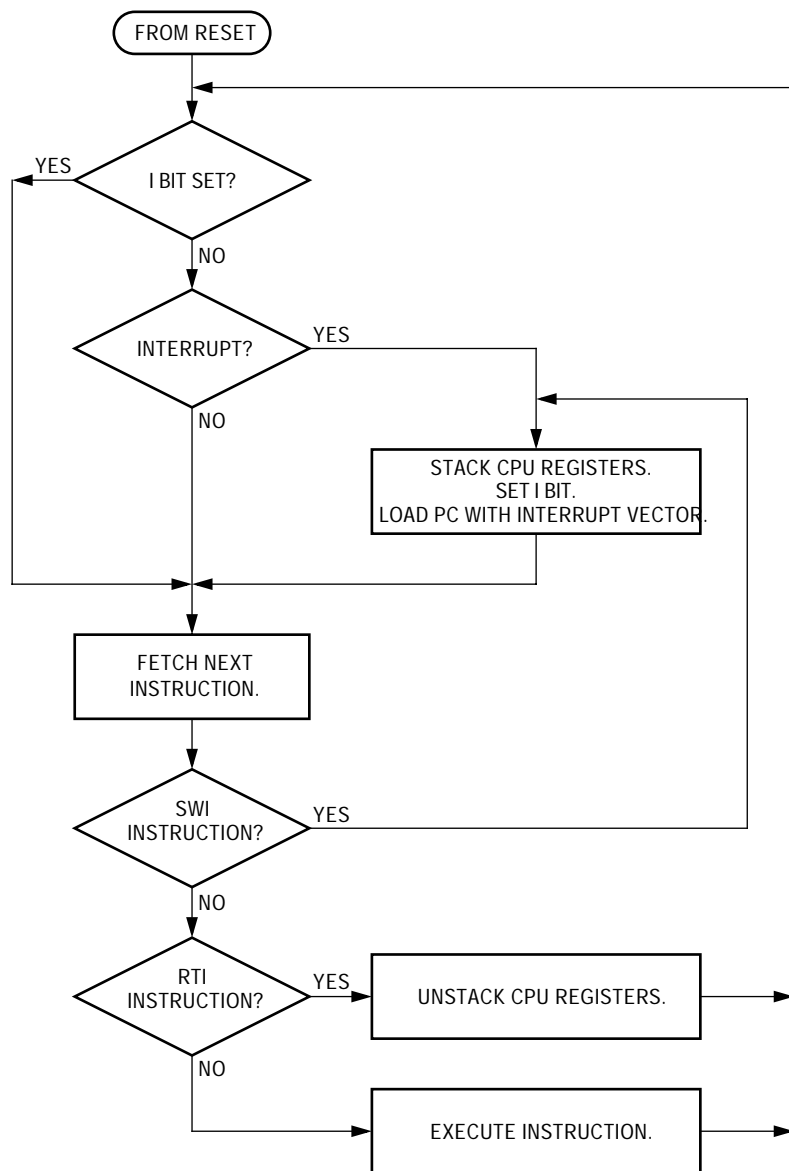 FROM RESET
YES
I BIT SET?
NO
INTERRUPT?
YES
NO
STACK CPU REGISTERS.
SET I BIT.
LOAD PC WITH INTERRUPT VECTOR.
FETCH NEXT
INSTRUCTION.
SWI
INSTRUCTION?
YES
NO
RTI
INSTRUCTION?
YES
UNSTACK CPU REGISTERS.
NO
EXECUTE INSTRUCTION.